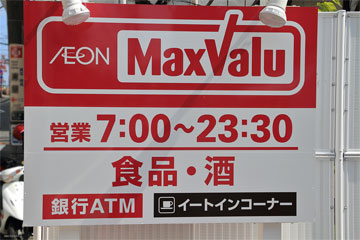 AEON MaxValu
営業 7:00～23:30
食品・酒
銀行ATM イートインコーナー